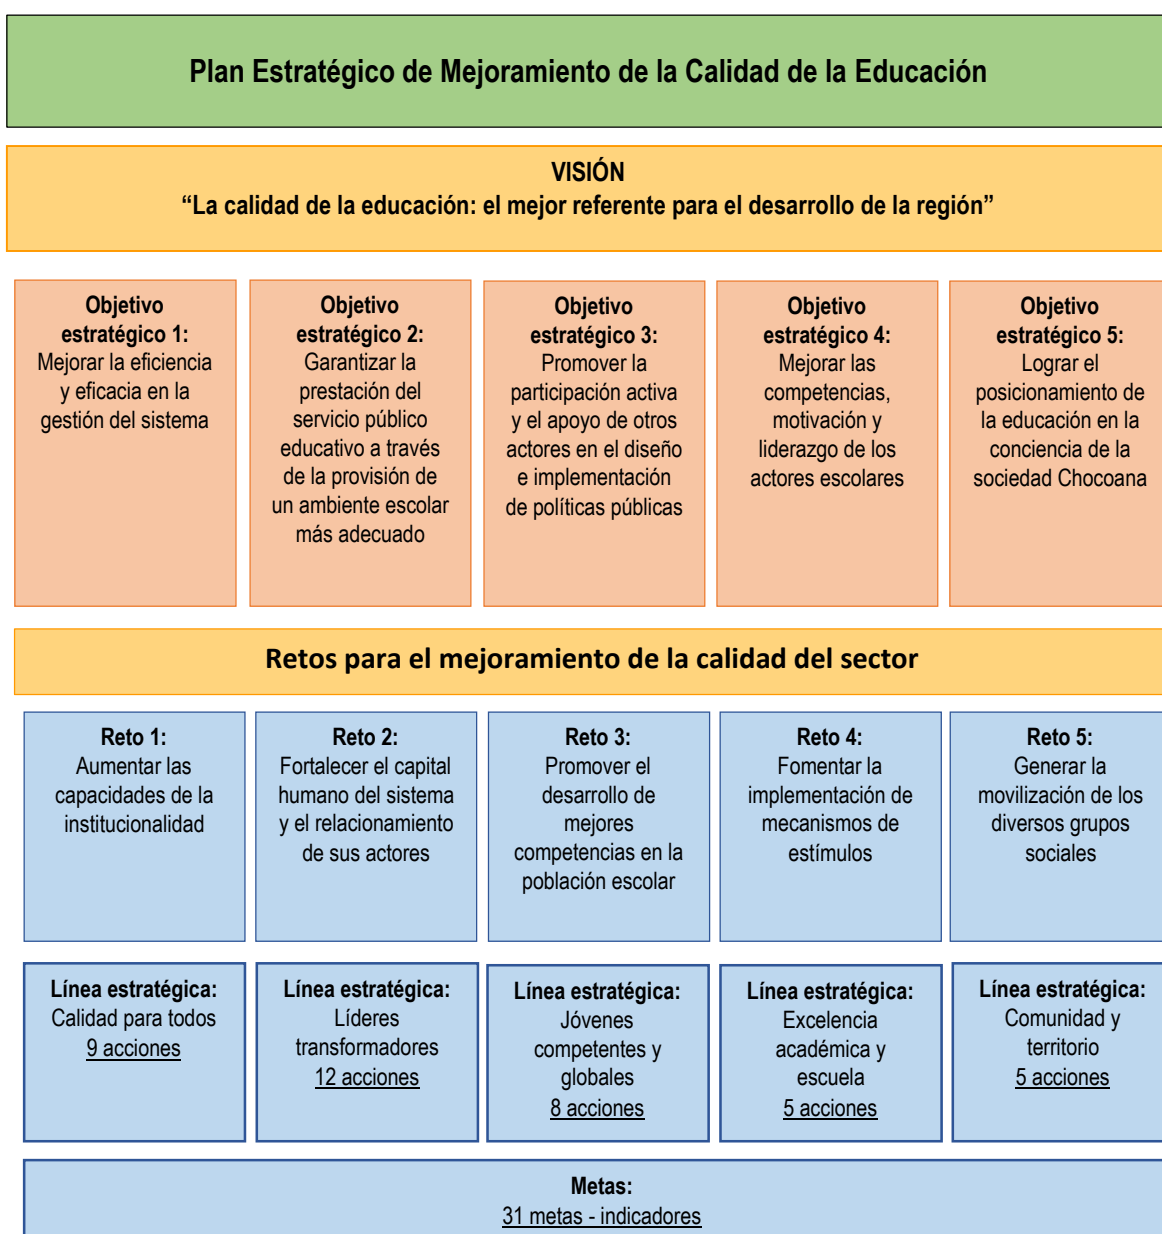 Plan Estratégico de Mejoramiento de la Calidad de la Educación
VISIÓN
“La calidad de la educación: el mejor referente para el desarrollo de la región”
Objetivo
estratégico 1:
Mejorar la eficiencia
y eficacia en la
gestión del sistema
Objetivo
estratégico 2:
Garantizar la
prestación del
servicio público
educativo a través
de la provisión de
un ambiente escolar
más adecuado
Objetivo
estratégico 3:
Promover la
participación activa
y el apoyo de otros
actores en el diseño
e implementación
de políticas públicas
Objetivo
estratégico 4:
Mejorar las
competencias,
motivación y
liderazgo de los
actores escolares
Objetivo
estratégico 5:
Lograr el
posicionamiento de
la educación en la
conciencia de la
sociedad Chocoana
Retos para el mejoramiento de la calidad del sector
Reto 1:
Aumentar las
capacidades de la
institucionalidad
Reto 2:
Fortalecer el capital
humano del sistema
y el relacionamiento
de sus actores
Reto 3:
Promover el
desarrollo de
mejores
competencias en la
población escolar
Reto 4:
Fomentar la
implementación de
mecanismos de
estímulos
Reto 5:
Generar la
movilización de los
diversos grupos
sociales
Línea estratégica:
Calidad para todos
9 acciones
Línea estratégica:
Líderes
transformadores
12 acciones
Línea estratégica:
Jóvenes
competentes y
globales
8 acciones
Línea estratégica:
Excelencia
académica y
escuela
5 acciones
Línea estratégica:
Comunidad y
territorio
5 acciones
Metas:
31 metas - indicadores